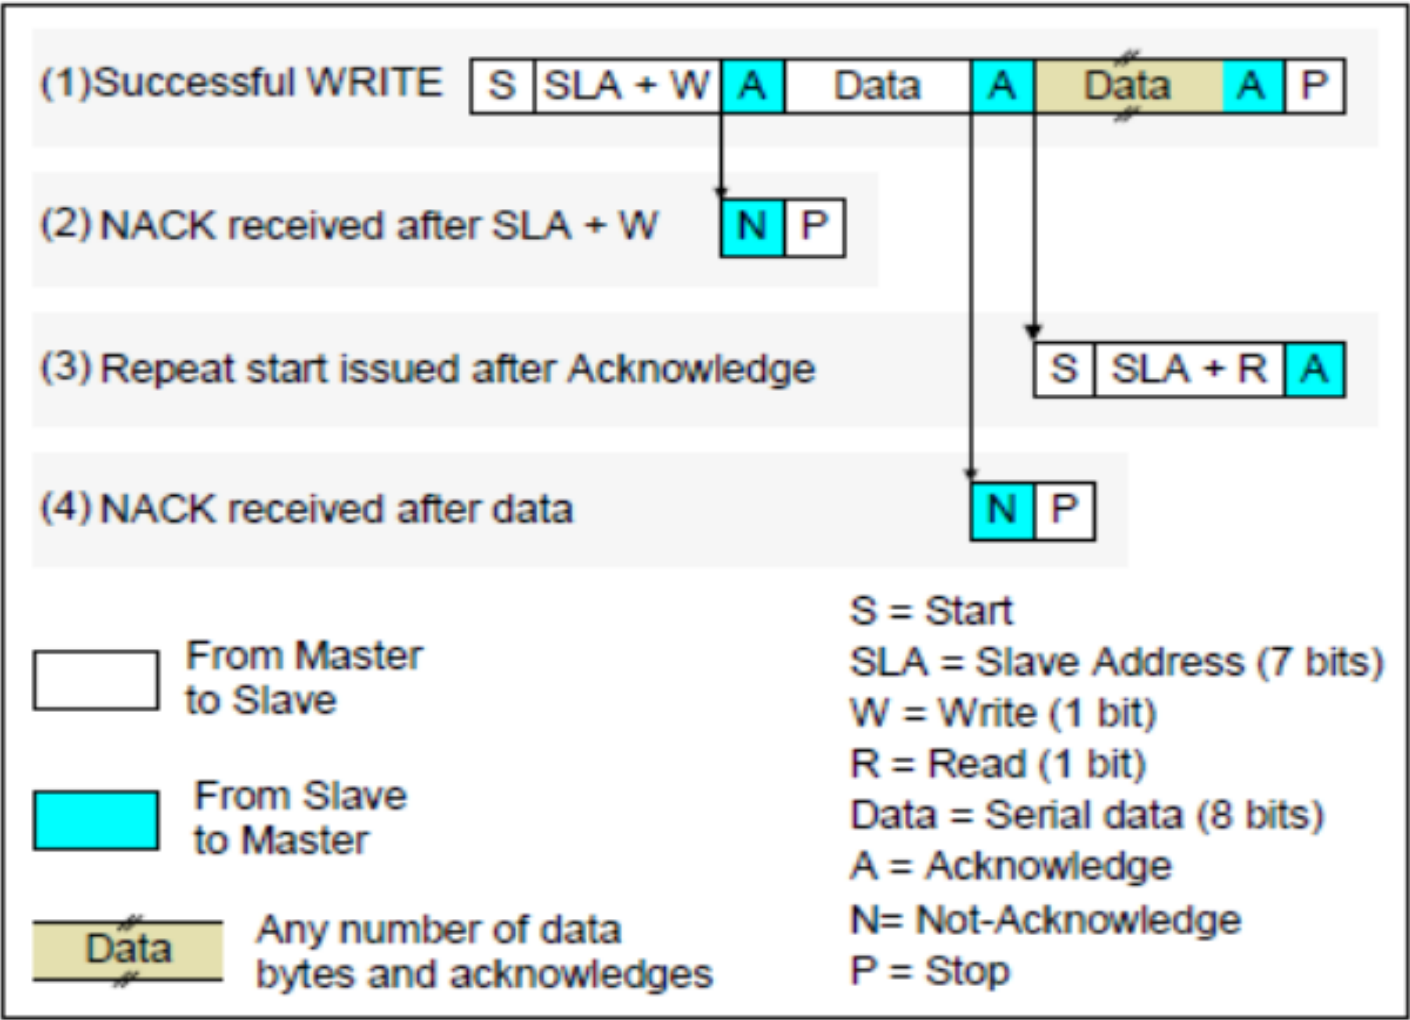 (1)Successful WRITE S SLA + W A Data A Data A P
(2) NACK received after SLA + W N P
(3) Repeat start issued after Acknowledge S SLA + R A
(4) NACK received after data N P
From Master
to Slave
From Slave
to Master
Data
Any number of data
bytes and acknowledges
S = Start
SLA = Slave Address (7 bits)
W = Write (1 bit)
R = Read (1 bit)
Data = Serial data (8 bits)
A = Acknowledge
N= Not-Acknowledge
P = Stop